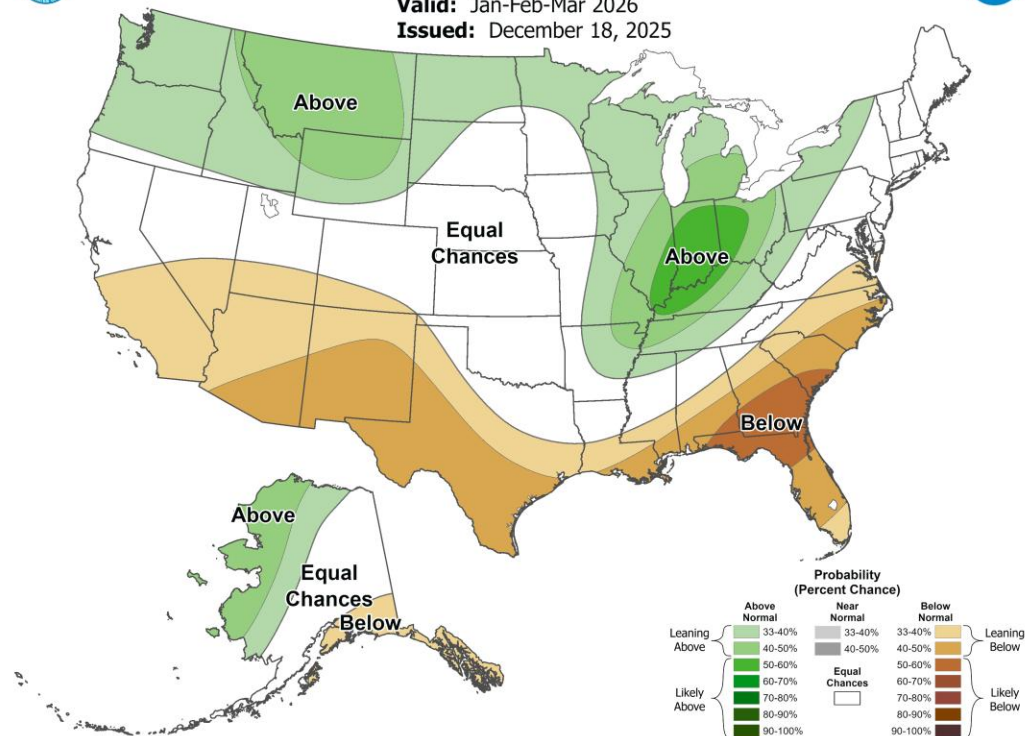 Valid: Jan-Feb-Mar 2026
Issued: December 18, 2025
Above
Equal
Chances
Above
Below
Above
Equal
Chances
Below
Probability
(Percent Chance)
Above
Normal
Near
Normal
Below
Normal
Leaning
Above
33-40%
33-40%
33-40%
Leaning
Below
40-50%
40-50%
40-50%
Likely
Above
50-60%
Equal
Chances
50-60%
Likely
Below
60-70%
60-70%
70-80%
70-80%
80-90%
80-90%
90-100%
90-100%